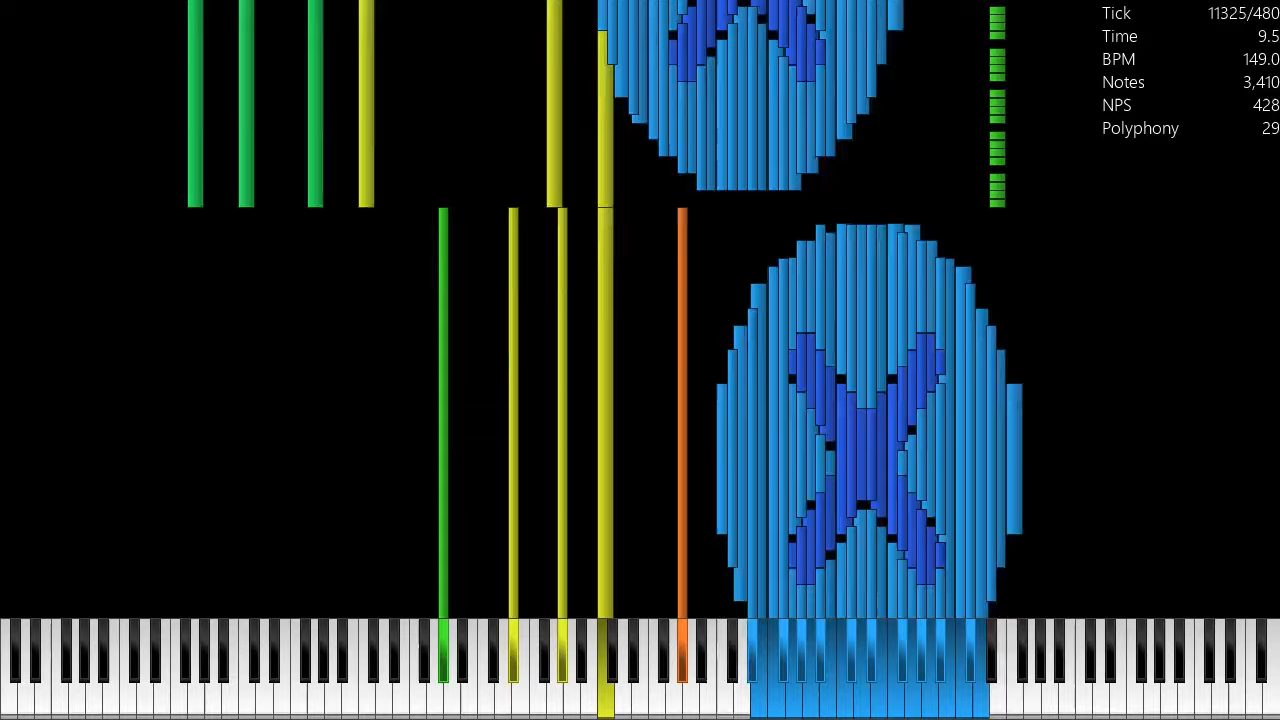 Tick 11325/480
Time 9.5
BPM 149.0
Notes 3,410
NPS 428
Polyphony 29